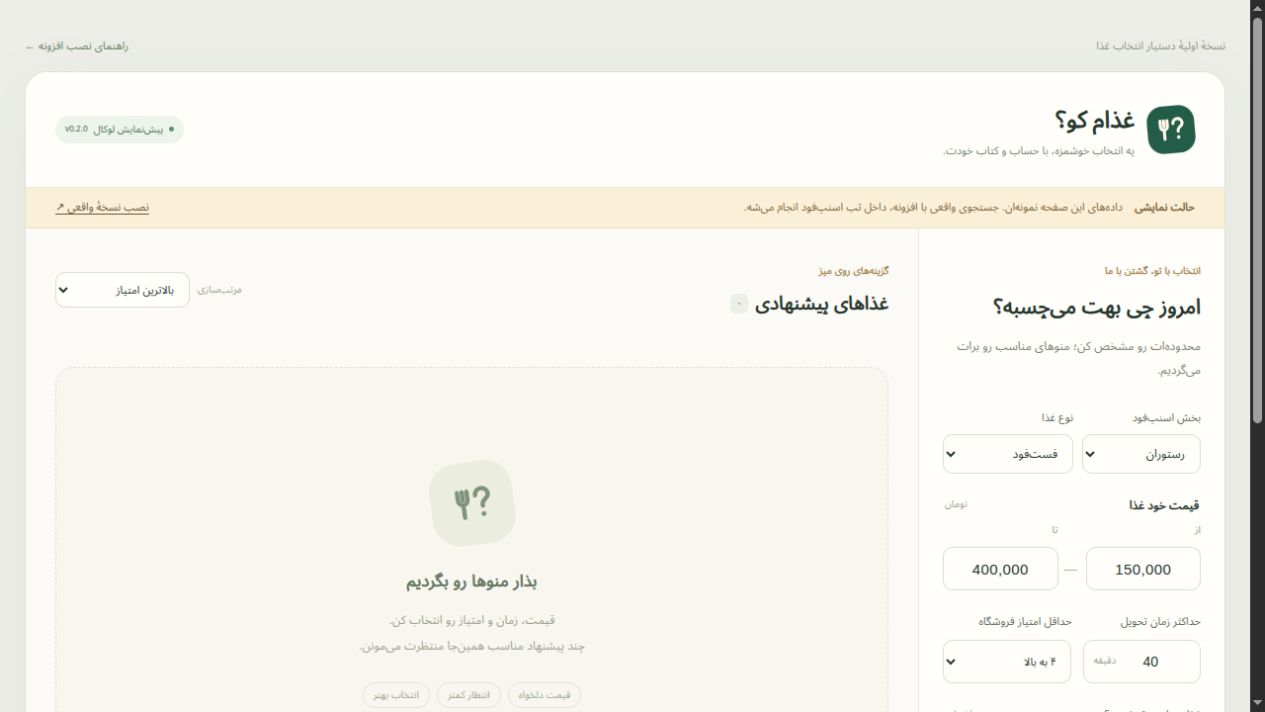 نسخهٔ اولیهٔ دستیار انتخاب غذا
راهنمای نصب افزونه ←
غذام کو؟
یه انتخاب خوشمزه، با حساب و کتاب خودت.
پیش‌نمایش لوکال v0.2.0
حالت نمایشی داده‌های این صفحه نمونه‌ان. جستجوی واقعی با افزونه، داخل تب اسنپ‌فود انجام می‌شه.
نصب نسخهٔ واقعی ↗
انتخاب با تو، گشتن با ما
امروز چی بهت می‌چسبه؟
محدوده‌ات رو مشخص کن؛ منوهای مناسب رو برات
می‌گردیم.
بخش اسنپ‌فود
نوع غذا
رستوران
فست‌فود
قیمت خود غذا
تومان
از
تا
150,000 — 400,000
حداکثر زمان تحویل
حداقل امتیاز فروشگاه
40 دقیقه
۴ به بالا
گزینه‌های روی میز
غذاهای پیشنهادی ۰
مرتب‌سازی
بالاترین امتیاز
بذار منوها رو بگردیم
قیمت، زمان و امتیاز رو انتخاب کن.
چند پیشنهاد مناسب همین‌جا منتظرت می‌مونن.
قیمت دلخواه
انتظار کمتر
انتخاب بهتر